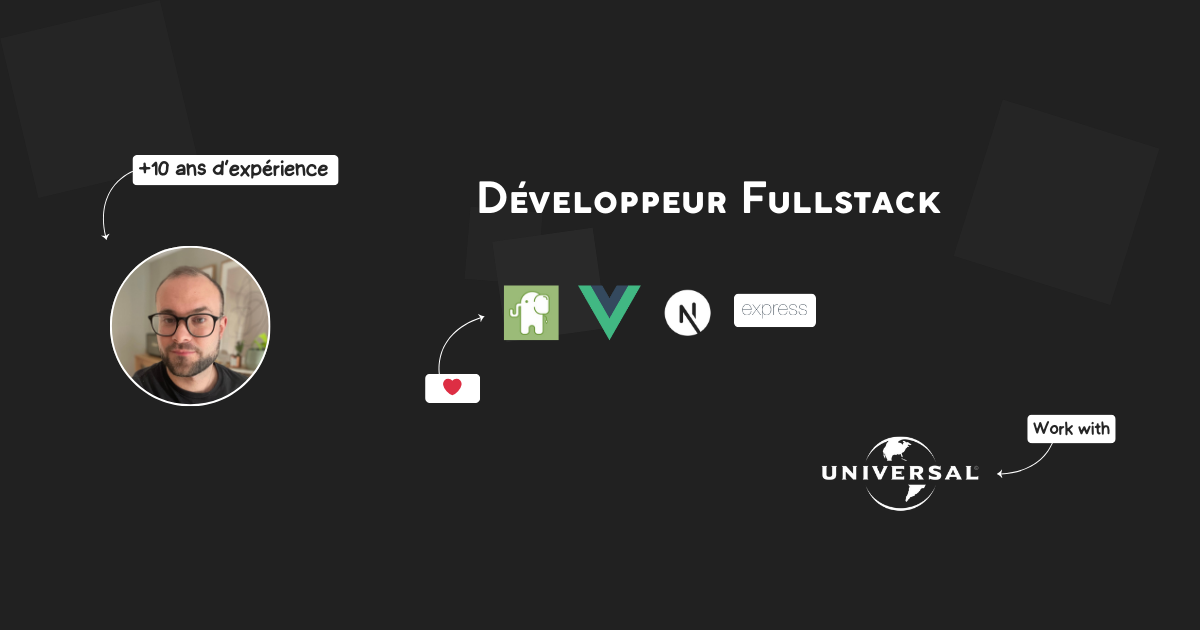 +10 ans d'expérience
Développeur Fullstack
N
express
Work with
UNIVERSAL